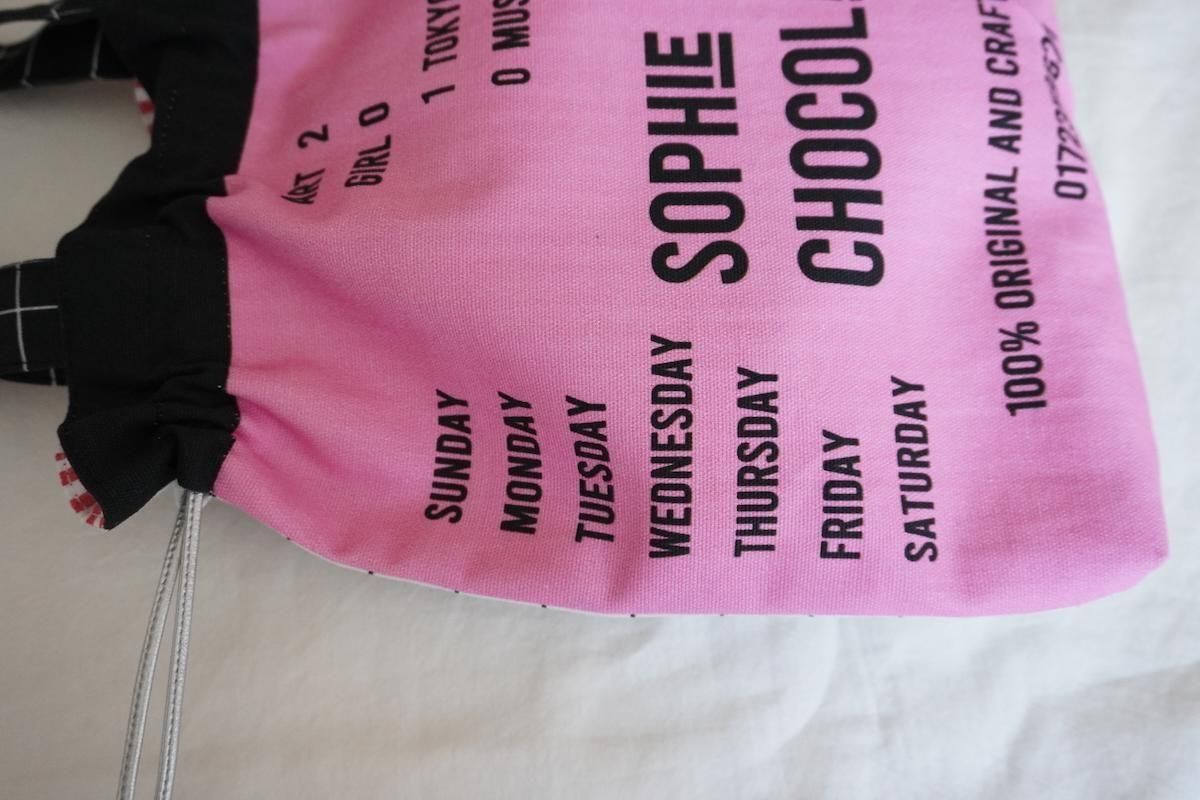 ART 2
GIRL 0
1 TOKYO
0 MUS
SUNDAY
MONDAY
TUESDAY
WEDNESDAY
THURSDAY
FRIDAY
SATURDAY
SOPHIE
CHOCOL
100% ORIGINAL AND CRAFT